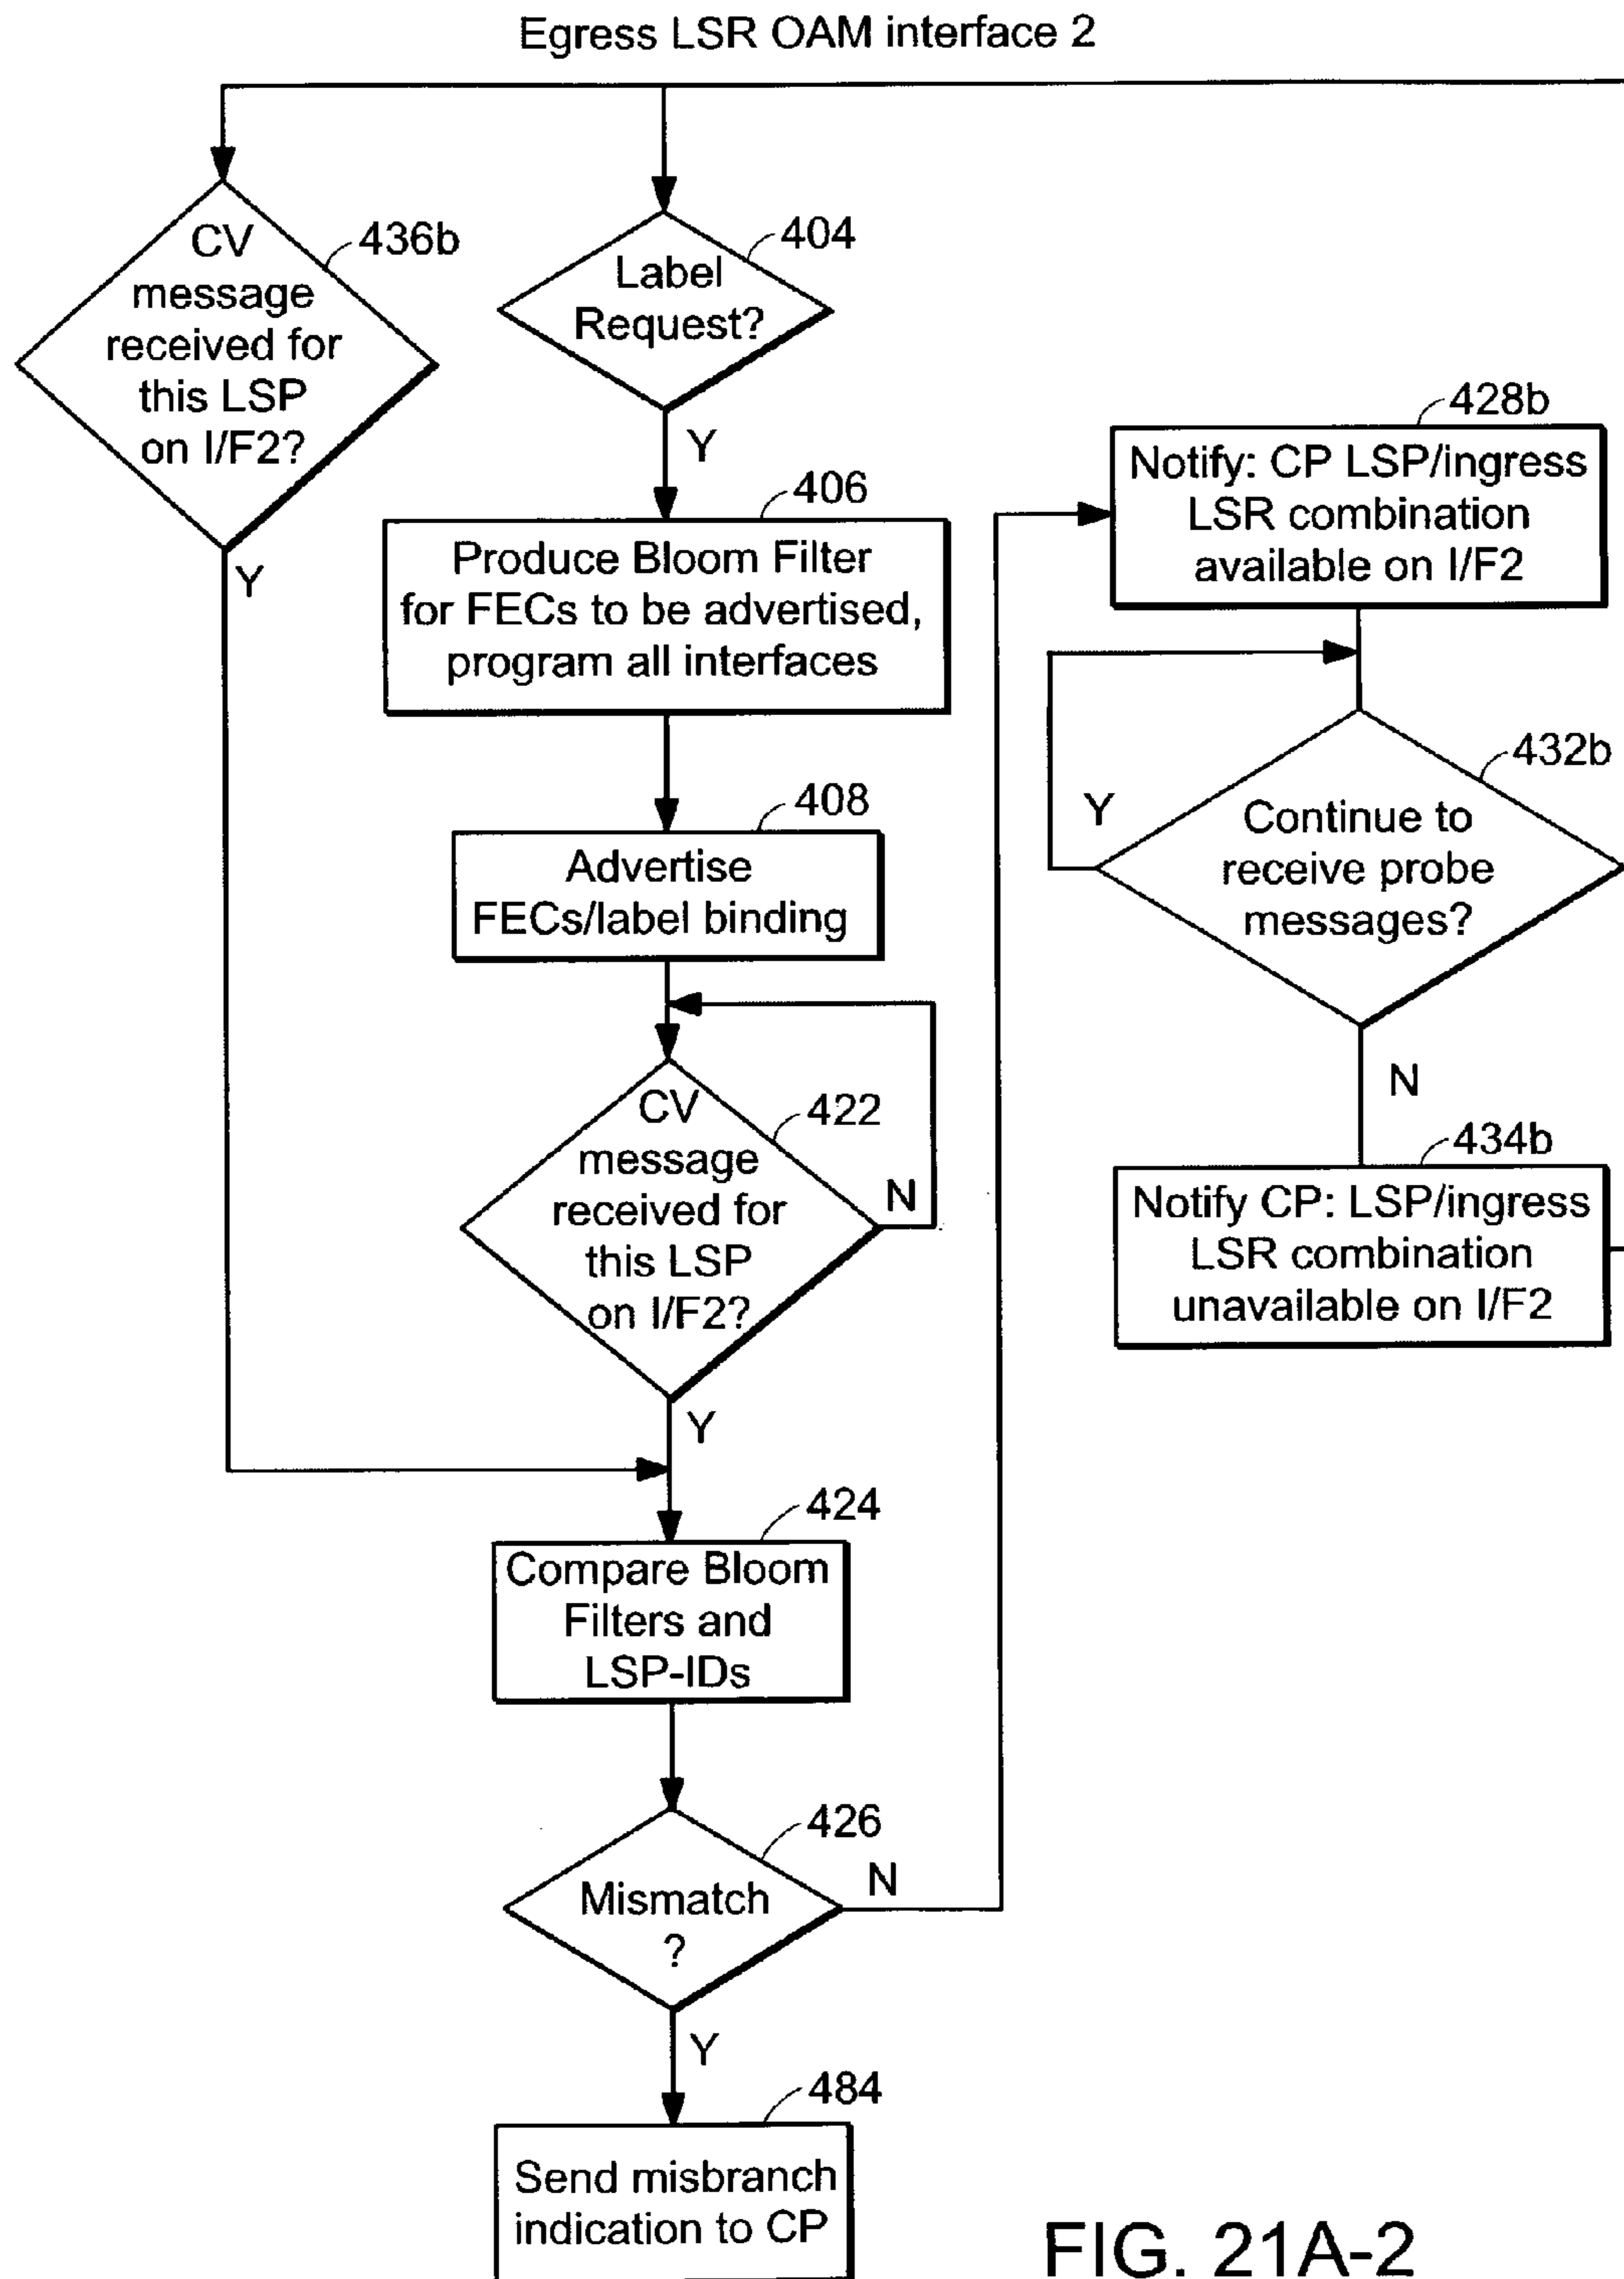 Egress LSR OAM interface 2
CV
message
received for
this LSP
on I/F2?
436b
Y
Label
Request?
404
Y
406
Produce Bloom Filter
for FECs to be advertised,
program all interfaces
408
Advertise
FECs/label binding
CV
message
received for
this LSP
on I/F2?
422
N
Y
424
Compare Bloom
Filters and
LSP-IDs
426
Mismatch
?
N
Y
484
Send misbranch
indication to CP
428b
Notify: CP LSP/ingress
LSR combination
available on I/F2
432b
Continue to
receive probe
messages?
Y
N
434b
Notify CP: LSP/ingress
LSR combination
unavailable on I/F2
FIG. 21A-2